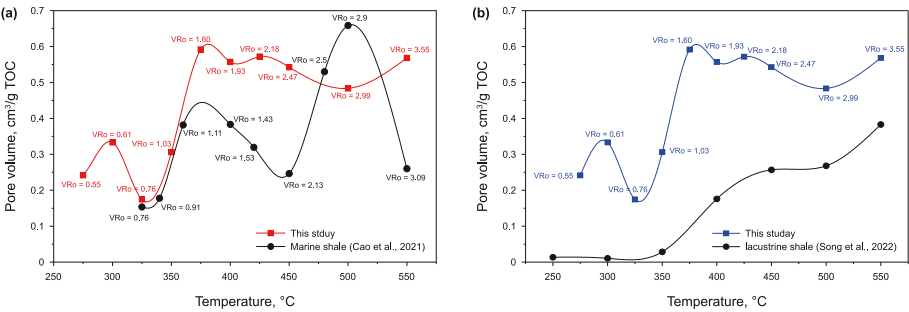 (a)
0.7
0.6
0.5
0.4
0.3
0.2
0.1
0
Pore volume, cm³/g TOC
VRo = 2.9
VRo = 1.60
VRo = 2.18
VRo = 3.55
VRo = 2.5
VRo = 1.93
VRo = 2.47
VRo = 2.99
VRo = 0.61
VRo = 1.43
VRo = 1.11
VRo = 1.03
VRo = 1.53
VRo = 0.55
VRo = 0.76
VRo = 2.13
VRo = 3.09
VRo = 0.91
VRo = 0.76
This stduy
Marine shale (Cao et al., 2021)
250 300 350 400 450 500 550
Temperature, °C
(b)
0.7
0.6
0.5
0.4
0.3
0.2
0.1
0
Pore volume, cm³/g TOC
VRo = 1.60
VRo = 1.93
VRo = 2.18
VRo = 3.55
VRo = 2.47
VRo = 2.99
VRo = 0.61
VRo = 1.03
VRo = 0.55
VRo = 0.76
This studay
lacustrine shale (Song et al., 2022)
250 300 350 400 450 500 550
Temperature, °C